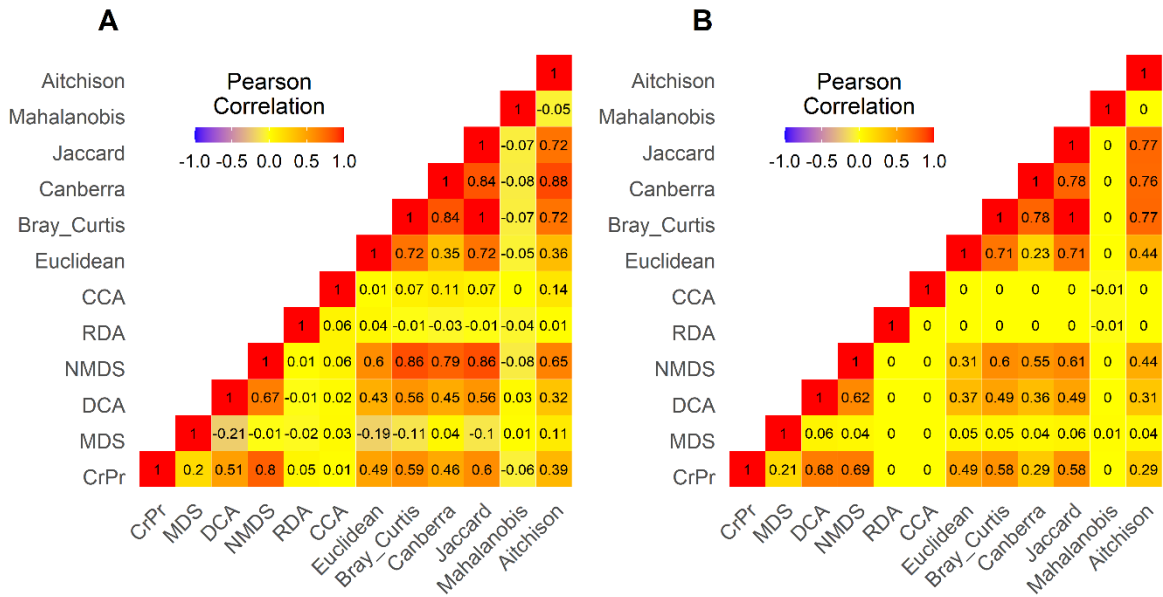 A
Pearson
Correlation
-1.0 -0.5 0.0 0.5 1.0
Aitchison 1
Mahalanobis 1 -0.05
Jaccard 1 -0.07 0.72
Canberra 1 0.84 -0.08 0.88
Bray_Curtis 1 0.84 1 -0.07 0.72
Euclidean 1 0.72 0.35 0.72 -0.05 0.36
CCA 1 0.01 0.07 0.11 0.07 0 0.14
RDA 1 0.06 0.04 -0.01 -0.03 -0.01 -0.04 0.01
NMDS 1 0.01 0.06 0.6 0.86 0.79 0.86 -0.08 0.65
DCA 1 0.67 -0.01 0.02 0.43 0.56 0.45 0.56 0.03 0.32
MDS 1 -0.21 -0.01 -0.02 0.03 -0.19 -0.11 0.04 -0.1 0.01 0.11
CrPr 1 0.2 0.51 0.8 0.05 0.01 0.49 0.59 0.46 0.6 -0.06 0.39
CrPr MDS DCA NMDS RDA CCA Euclidean Bray_Curtis Canberra Jaccard Mahalanobis Aitchison
B
Pearson
Correlation
-1.0 -0.5 0.0 0.5 1.0
Aitchison 1
Mahalanobis 1 0
Jaccard 1 0 0.77
Canberra 1 0.78 0 0.76
Bray_Curtis 1 0.78 1 0 0.77
Euclidean 1 0.71 0.23 0.71 0 0.44
CCA 1 0 0 0 0 -0.01 0
RDA 1 0 0 0 0 0 -0.01 0
NMDS 1 0 0 0.31 0.6 0.55 0.61 0 0.44
DCA 1 0.62 0 0 0.37 0.49 0.36 0.49 0 0.31
MDS 1 0.06 0.04 0 0 0.05 0.05 0.04 0.06 0.01 0.04
CrPr 1 0.21 0.68 0.69 0 0 0.49 0.58 0.29 0.58 0 0.29
CrPr MDS DCA NMDS RDA CCA Euclidean Bray_Curtis Canberra Jaccard Mahalanobis Aitchison